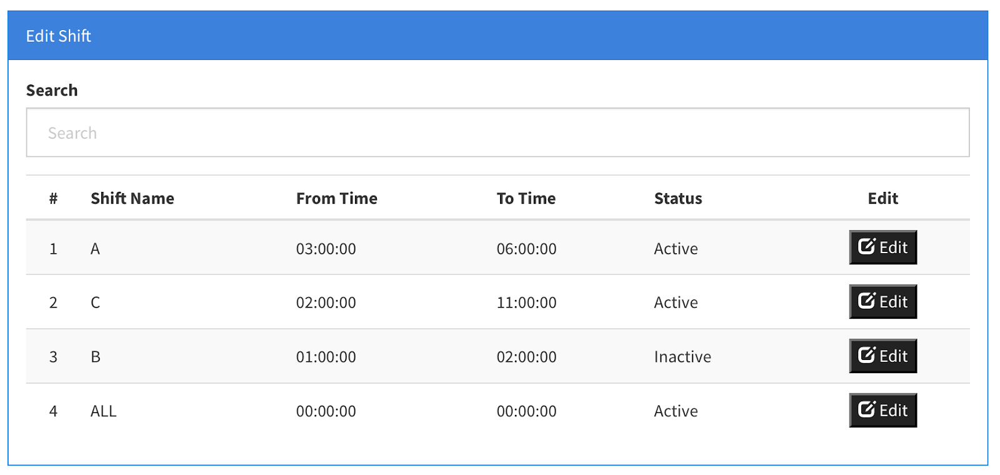 Edit Shift
Search
Search
# Shift Name From Time To Time Status Edit
1 A 03:00:00 06:00:00 Active Edit
2 C 02:00:00 11:00:00 Active Edit
3 B 01:00:00 02:00:00 Inactive Edit
4 ALL 00:00:00 00:00:00 Active Edit